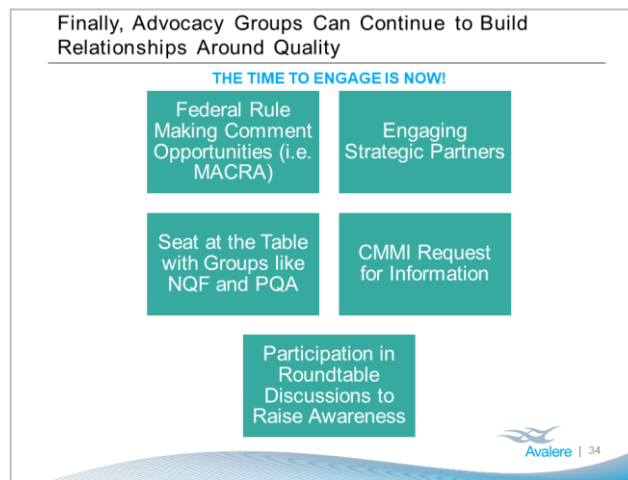 Finally, Advocacy Groups Can Continue to Build
Relationships Around Quality
THE TIME TO ENGAGE IS NOW!
Federal Rule
Making Comment
Opportunities (i.e.
MACRA)
Engaging
Strategic Partners
Seat at the Table
with Groups like
NQF and PQA
CMMI Request
for Information
Participation in
Roundtable
Discussions to
Raise Awareness
Avalere | 34